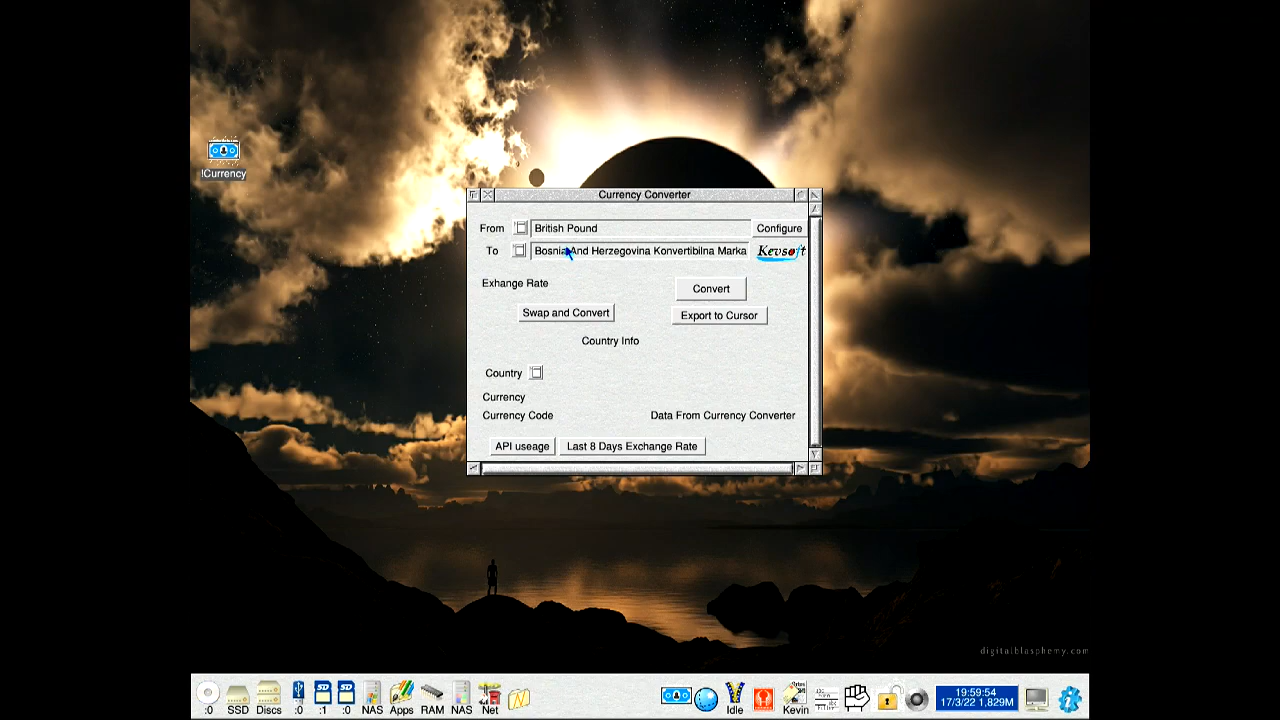 !Currency
Currency Converter
From British Pound Configure
To Bosnia And Herzegovina Konvertibilna Marka Kevsoft
Exhange Rate Convert
Swap and Convert Export to Cursor
Country Info
Country
Currency
Currency Code Data From Currency Converter
API useage Last 8 Days Exchange Rate
digitalblasphemy.com
19:59:54
17/3/22 1,829M
:0 SSD Discs :0 :1 :0 NAS Apps RAM NAS Net Idle Kevin